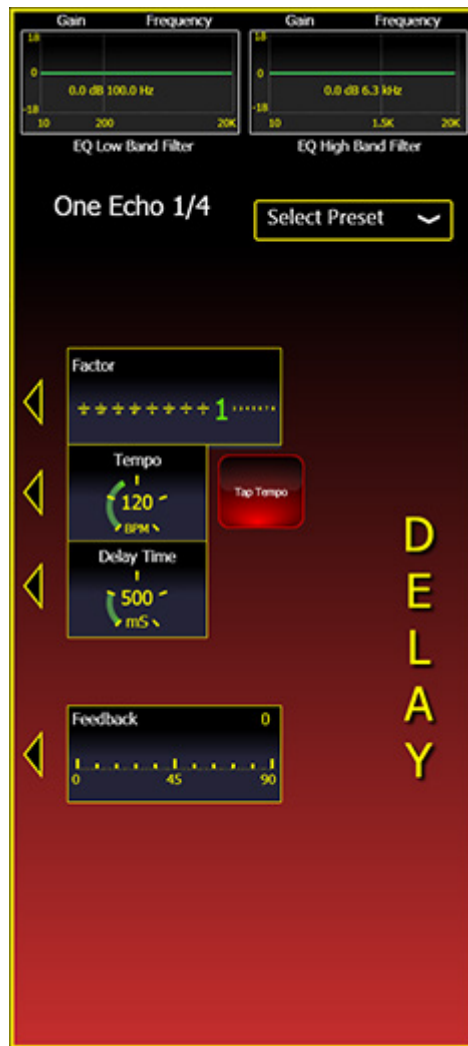 Gain Frequency Gain Frequency
18 18
0 0
0.0 dB 100.0 Hz 0.0 dB 6.3 kHz
-18 -18
10 200 20K 10 1.5K 20K
EQ Low Band Filter EQ High Band Filter
One Echo 1/4 Select Preset
Factor
÷ ÷ ÷ ÷ ÷ ÷ ÷ ÷ 1
Tempo
120
BPM
Tap Tempo
Delay Time
500
mS
DELAY
Feedback 0
0 45 90